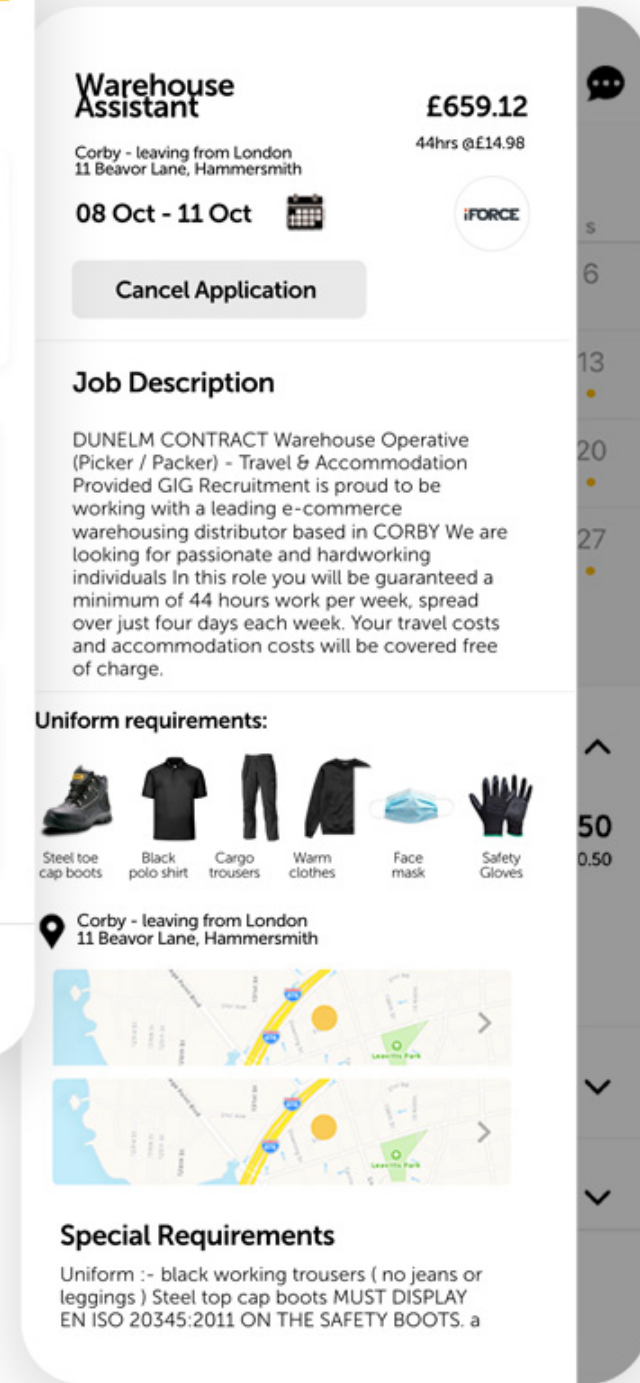 Warehouse
Assistant
£659.12
44hrs @£14.98
Corby - leaving from London
11 Beavor Lane, Hammersmith
08 Oct - 11 Oct
iFORCE
S
6
Cancel Application
13
Job Description
DUNELM CONTRACT Warehouse Operative
(Picker / Packer) - Travel & Accommodation
20
Provided GIG Recruitment is proud to be
working with a leading e-commerce
warehousing distributor based in CORBY We are
27
looking for passionate and hardworking
individuals In this role you will be guaranteed a
minimum of 44 hours work per week, spread
over just four days each week. Your travel costs
and accommodation costs will be covered free
of charge.
Uniform requirements:
50
0.50
Steel toe
cap boots
Black
polo shirt
Cargo
trousers
Warm
clothes
Face
mask
Safety
Gloves
Corby - leaving from London
11 Beavor Lane, Hammersmith
Leavitts Park
Leavitts Park
Special Requirements
Uniform :- black working trousers ( no jeans or
leggings ) Steel top cap boots MUST DISPLAY
EN ISO 20345:2011 ON THE SAFETY BOOTS. a